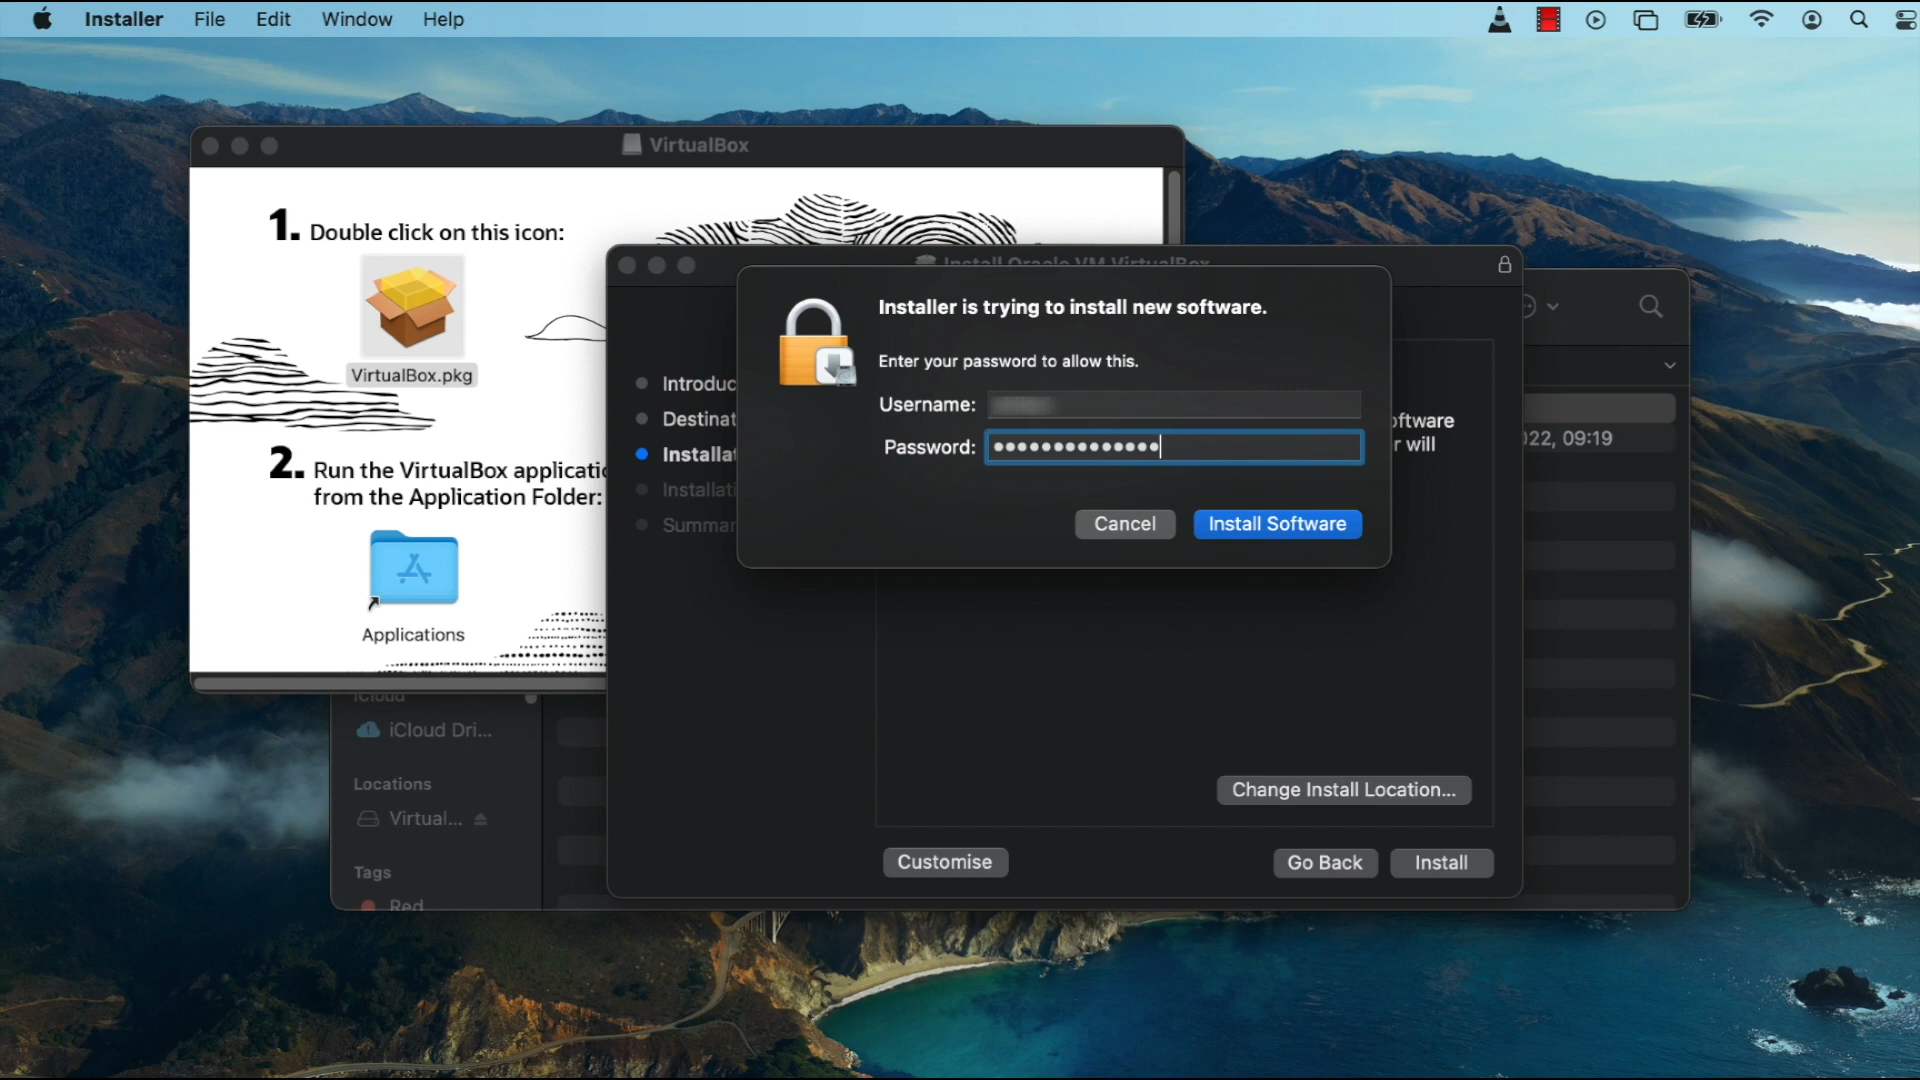 Installer File Edit Window Help
VirtualBox
1. Double click on this icon:
VirtualBox.pkg
2. Run the VirtualBox applicatio
from the Application Folder:
Applications
Install Oracle VM VirtualBox
Installer is trying to install new software.
Enter your password to allow this.
Username:
Password:
Cancel
Install Software
Introduc
Destinat
Installat
Installati
Summar
oftware
r will
022, 09:19
Change Install Location...
Customise
Go Back
Install
iCloud
iCloud Dri...
Locations
Virtual...
Tags
Red